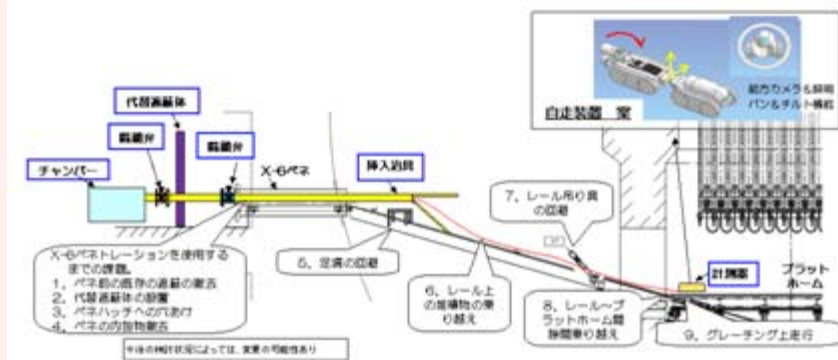 代替遮蔽体
隔離弁
隔離弁
チャンバー
X-6ペネ
挿入治具
自走装置
前方カメラ&照明
パン&チルト機構
7、レール吊り具
の回避
X-6ペネトレーションを使用する
までの課題。
1、ペネ前の既存の遮蔽の撤去
2、代替遮蔽体の設置
3、ペネハッチへの穴あけ
4、ペネの内加物撤去
5、足場の回避
6、レール上
の堆積物の乗
り越え
計測器
プラット
ホーム
8、レール~プ
ラットホーム間
隙間乗り越え
9、グレーチング上走行
今後の検討状況によっては、変更の可能性あり